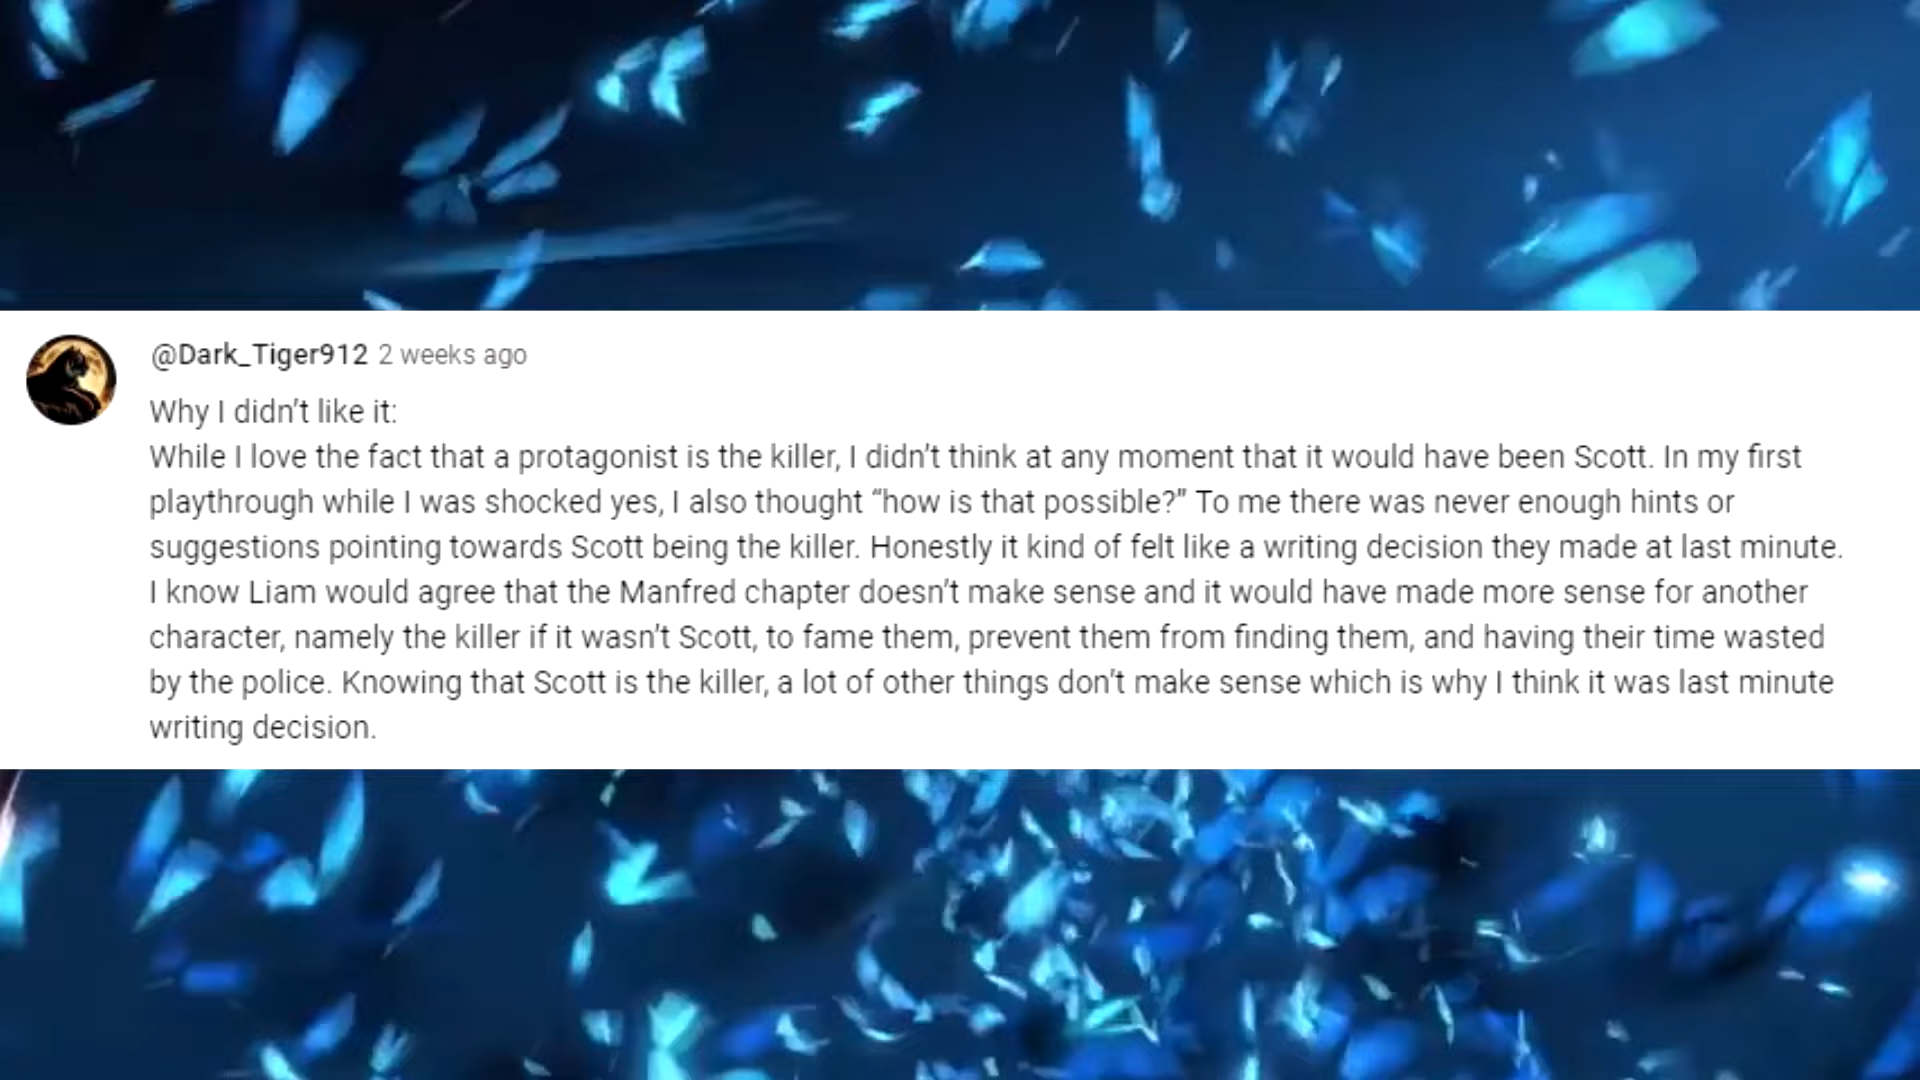 @Dark_Tiger912 2 weeks ago
Why I didn't like it:
While I love the fact that a protagonist is the killer, I didn't think at any moment that it would have been Scott. In my first
playthrough while I was shocked yes, I also thought “how is that possible?” To me there was never enough hints or
suggestions pointing towards Scott being the killer. Honestly it kind of felt like a writing decision they made at last minute.
I know Liam would agree that the Manfred chapter doesn't make sense and it would have made more sense for another
character, namely the killer if it wasn't Scott, to fame them, prevent them from finding them, and having their time wasted
by the police. Knowing that Scott is the killer, a lot of other things don't make sense which is why I think it was last minute
writing decision.